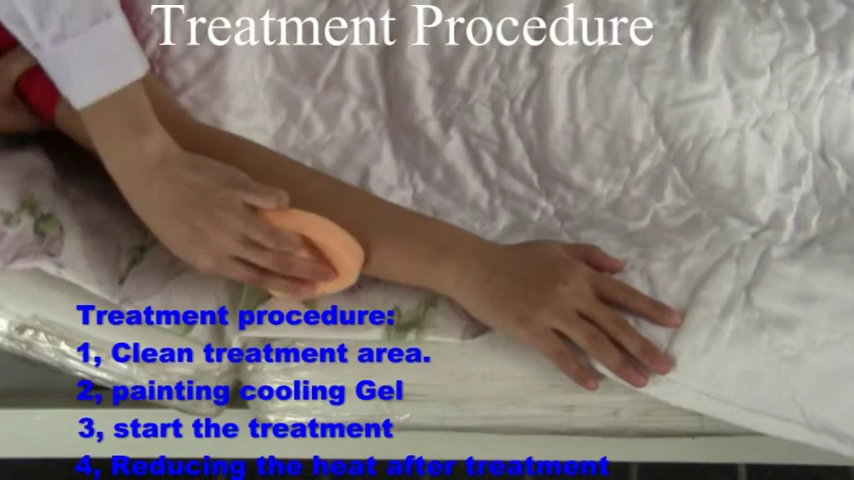 Treatment Procedure
Treatment procedure:
1, Clean treatment area.
2, painting cooling Gel
3, start the treatment
4, Reducing the heat after treatment